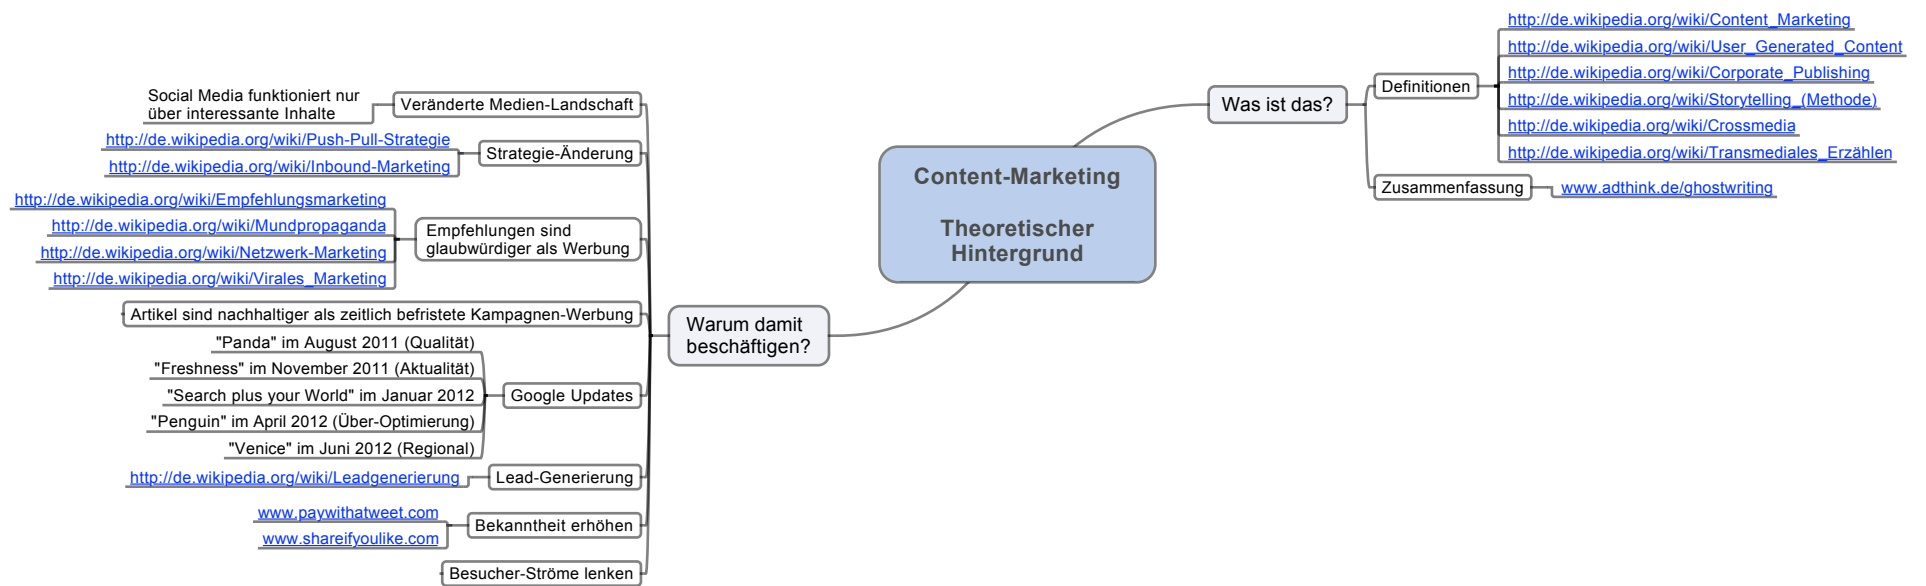 Content-Marketing
Theoretischer
Hintergrund
Was ist das?
Definitionen
http://de.wikipedia.org/wiki/Content_Marketing
http://de.wikipedia.org/wiki/User_Generated_Content
http://de.wikipedia.org/wiki/Corporate_Publishing
http://de.wikipedia.org/wiki/Storytelling_(Methode)
http://de.wikipedia.org/wiki/Crossmedia
http://de.wikipedia.org/wiki/Transmediales_Erzählen
Zusammenfassung
www.adthink.de/ghostwriting
Warum damit
beschäftigen?
Veränderte Medien-Landschaft
Social Media funktioniert nur
über interessante Inhalte
Strategie-Änderung
http://de.wikipedia.org/wiki/Push-Pull-Strategie
http://de.wikipedia.org/wiki/Inbound-Marketing
Empfehlungen sind
glaubwürdiger als Werbung
http://de.wikipedia.org/wiki/Empfehlungsmarketing
http://de.wikipedia.org/wiki/Mundpropaganda
http://de.wikipedia.org/wiki/Netzwerk-Marketing
http://de.wikipedia.org/wiki/Virales_Marketing
Artikel sind nachhaltiger als zeitlich befristete Kampagnen-Werbung
Google Updates
"Panda" im August 2011 (Qualität)
"Freshness" im November 2011 (Aktualität)
"Search plus your World" im Januar 2012
"Penguin" im April 2012 (Über-Optimierung)
"Venice" im Juni 2012 (Regional)
Lead-Generierung
http://de.wikipedia.org/wiki/Leadgenerierung
Bekanntheit erhöhen
www.paywithatweet.com
www.shareifyoulike.com
Besucher-Ströme lenken